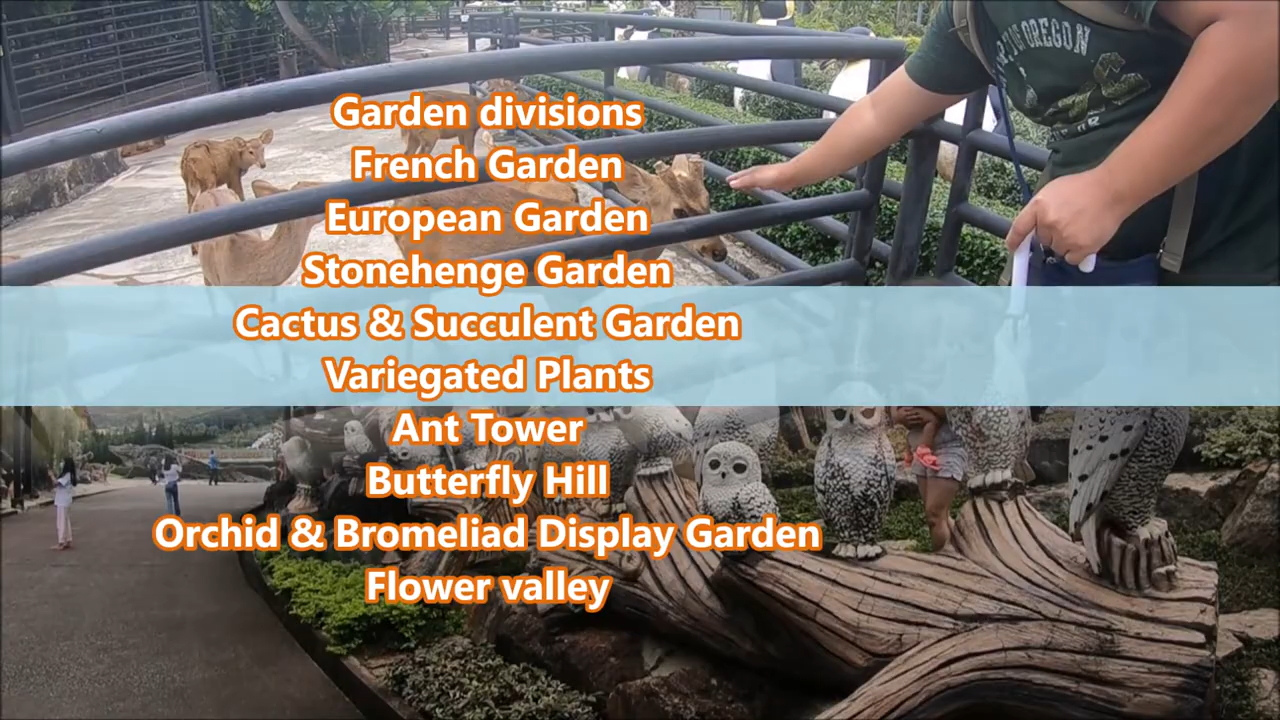 Garden divisions
French Garden
European Garden
Stonehenge Garden
Cactus & Succulent Garden
Variegated Plants
Ant Tower
Butterfly Hill
Orchid & Bromeliad Display Garden
Flower valley
OREGON